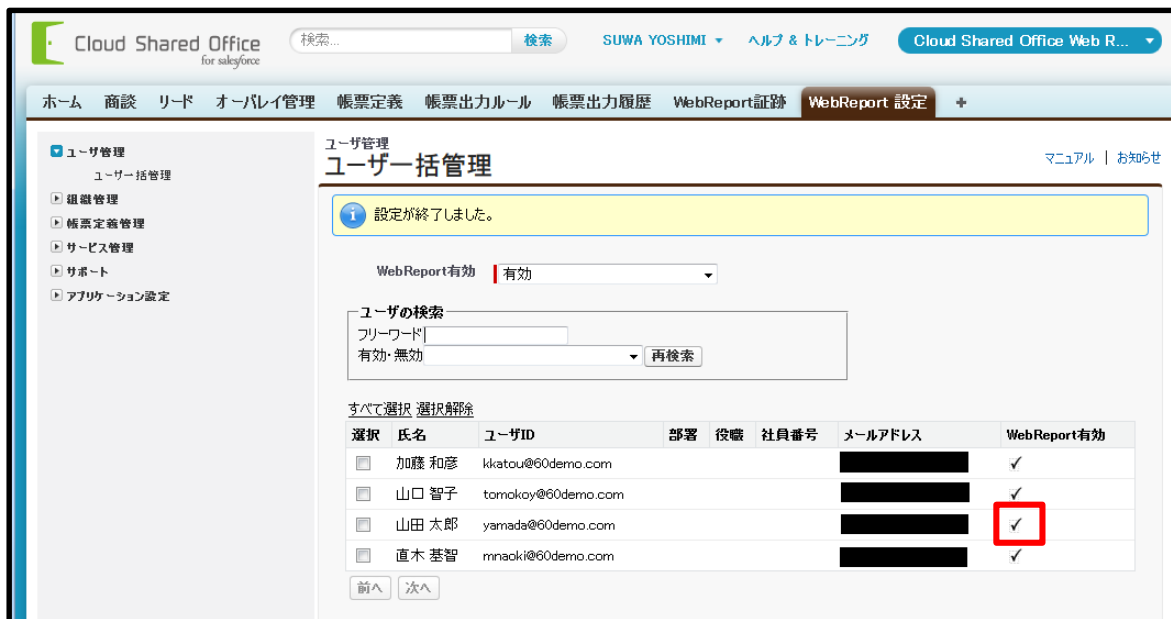 Cloud Shared Office
for salesforce
検索...
検索
SUWA YOSHIMI
ヘルプ & トレーニング
Cloud Shared Office Web R...
ホーム 商談 リード オーバレイ管理 帳票定義 帳票出力ルール 帳票出力履歴 WebReport証跡 WebReport 設定 +
ユーザ管理
ユーザー括管理
組織管理
帳票定義管理
サービス管理
サポート
アプリケーション設定
ユーザ管理
ユーザ一括管理
マニュアル | お知らせ
設定が終了しました。
WebReport有効 有効
ユーザの検索
フリーワード
有効・無効 再検索
すべて選択 選択解除
選択 氏名 ユーザID 部署 役職 社員番号 メールアドレス WebReport有効
加藤 和彦 kkatou@60demo.com
山口 智子 tomokoy@60demo.com
山田 太郎 yamada@60demo.com
直木 基智 mnaoki@60demo.com
前へ 次へ